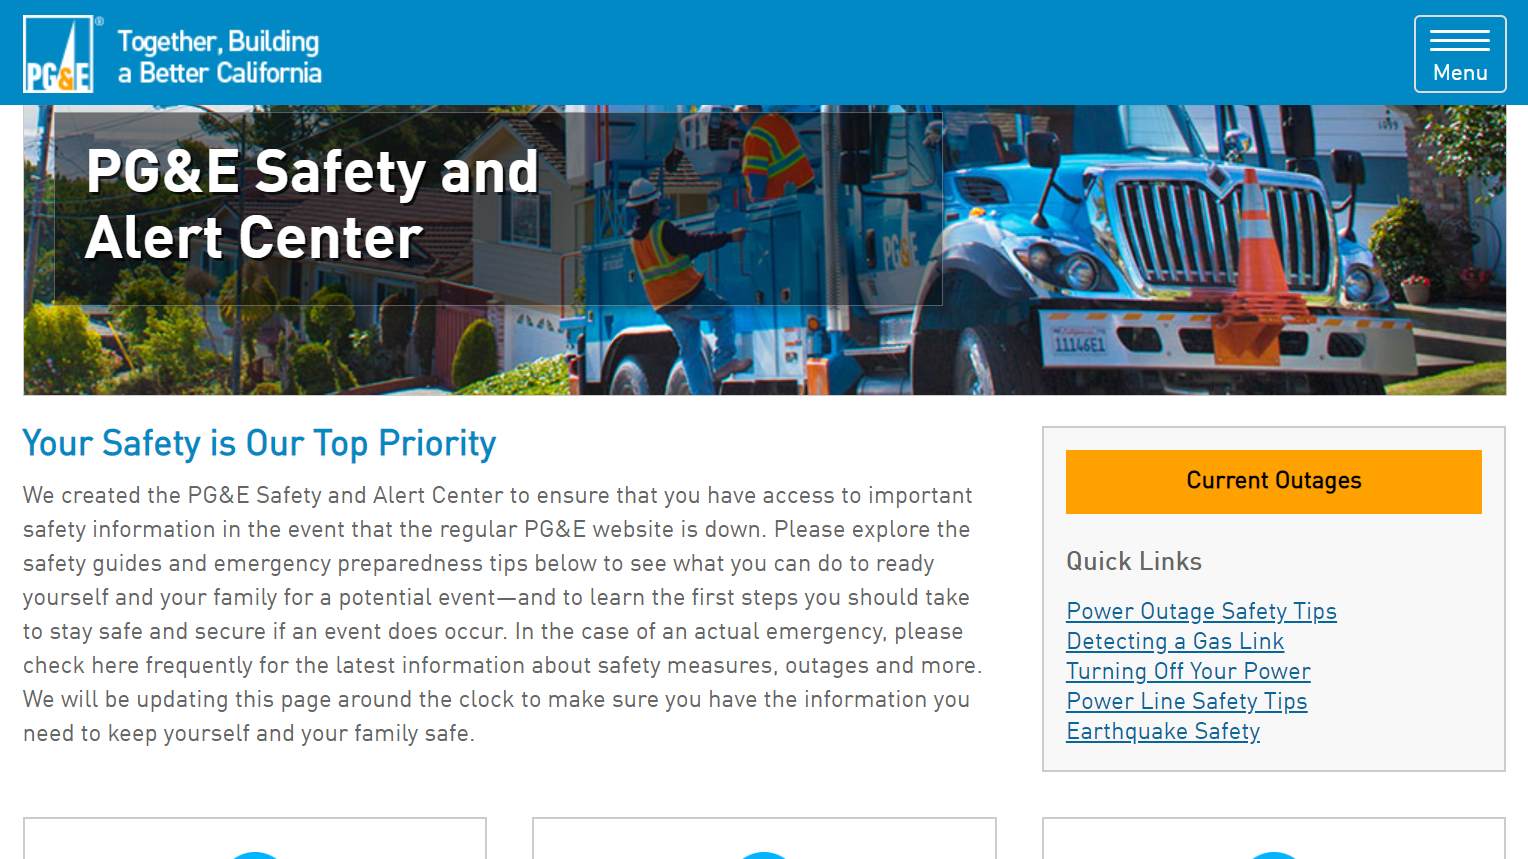 PG&E®
Together, Building
a Better California
Menu
PG&E Safety and
Alert Center
PG&E
1099
California
11146E1
Your Safety is Our Top Priority
We created the PG&E Safety and Alert Center to ensure that you have access to important
safety information in the event that the regular PG&E website is down. Please explore the
safety guides and emergency preparedness tips below to see what you can do to ready
yourself and your family for a potential event—and to learn the first steps you should take
to stay safe and secure if an event does occur. In the case of an actual emergency, please
check here frequently for the latest information about safety measures, outages and more.
We will be updating this page around the clock to make sure you have the information you
need to keep yourself and your family safe.
Current Outages
Quick Links
Power Outage Safety Tips
Detecting a Gas Link
Turning Off Your Power
Power Line Safety Tips
Earthquake Safety